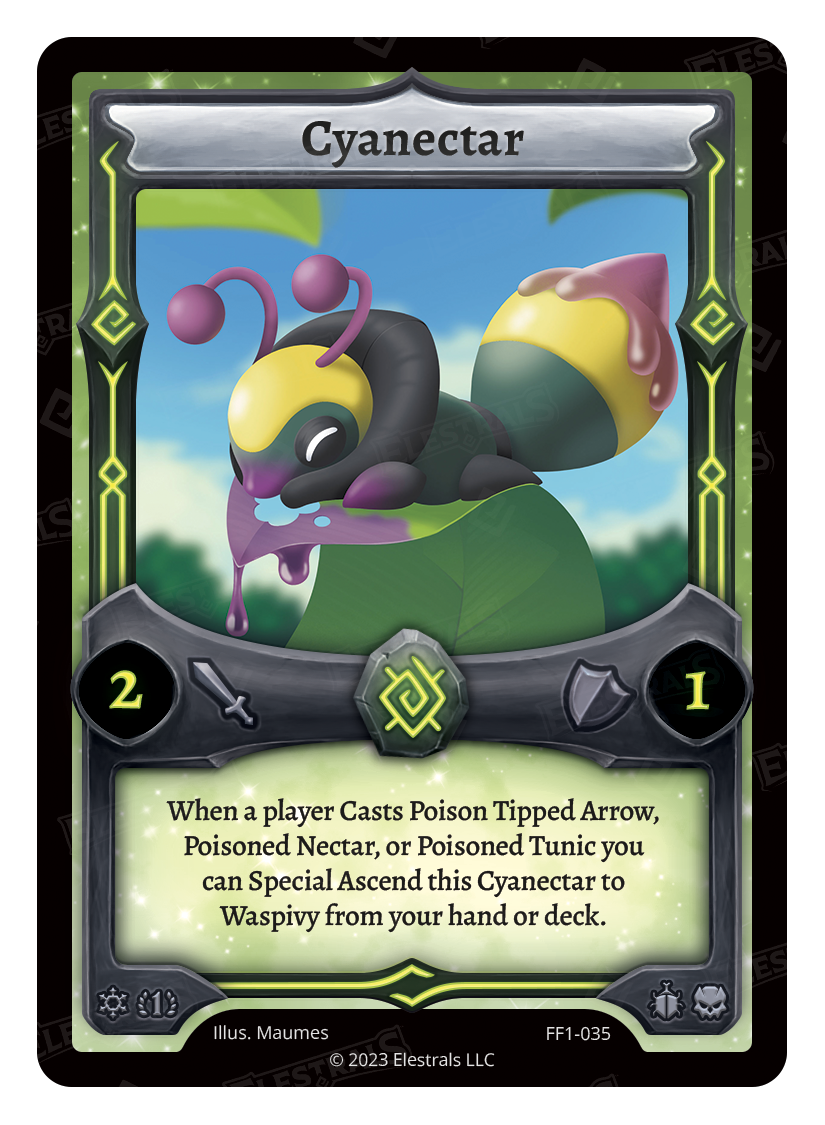 Cyanectar
2
1
When a player Casts Poison Tipped Arrow,
Poisoned Nectar, or Poisoned Tunic you
can Special Ascend this Cyanectar to
Waspivy from your hand or deck.
1
Illus. Maumes
FF1-035
© 2023 Elestrals LLC
ELESTRALS